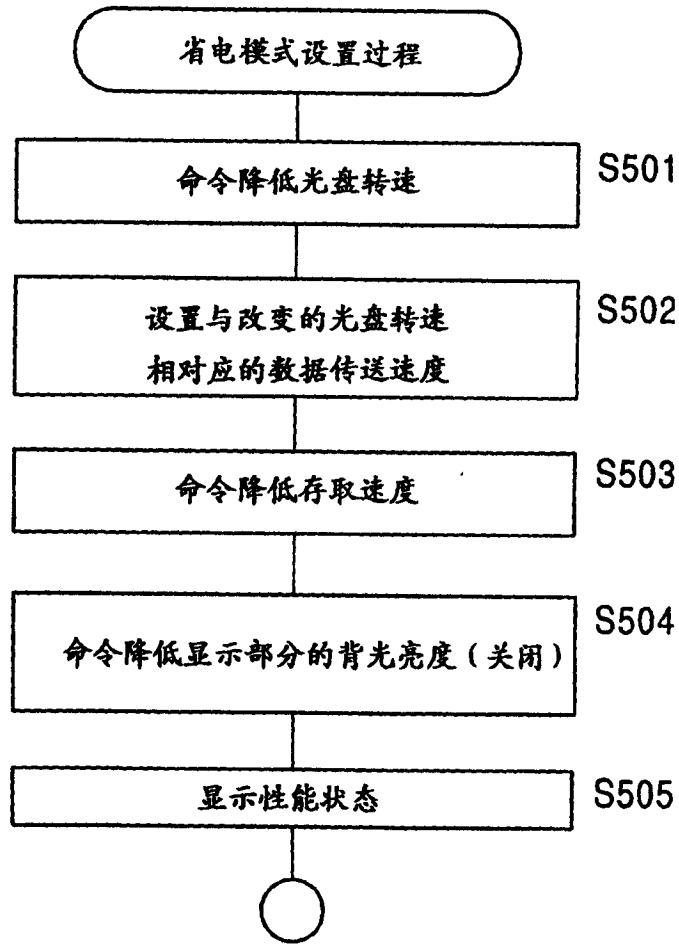 省电模式设置过程
命令降低光盘转速
S501
设置与改变的光盘转速
相对应的数据传送速度
S502
命令降低存取速度
S503
命令降低显示部分的背光亮度（关闭）
S504
显示性能状态
S505